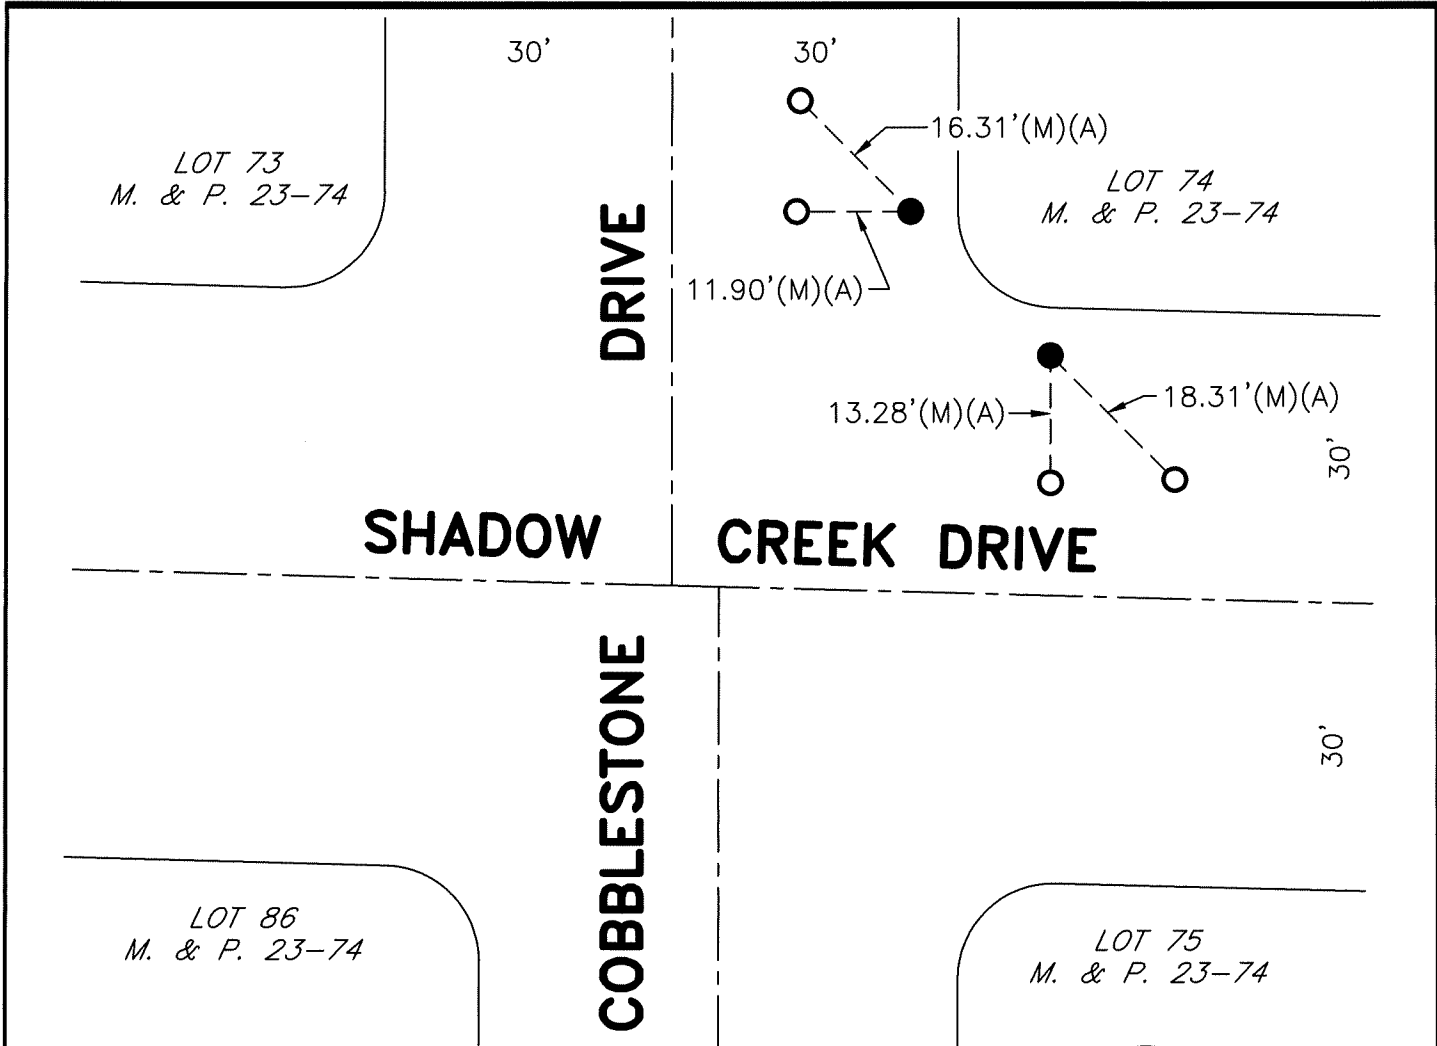 30' 30'
16.31'(M)(A)
LOT 73
M. & P. 23-74
LOT 74
M. & P. 23-74
DRIVE
11.90'(M)(A)
13.28'(M)(A) 18.31'(M)(A)
30'
SHADOW CREEK DRIVE
COBBLESTONE
30'
LOT 86
M. & P. 23-74
LOT 75
M. & P. 23-74